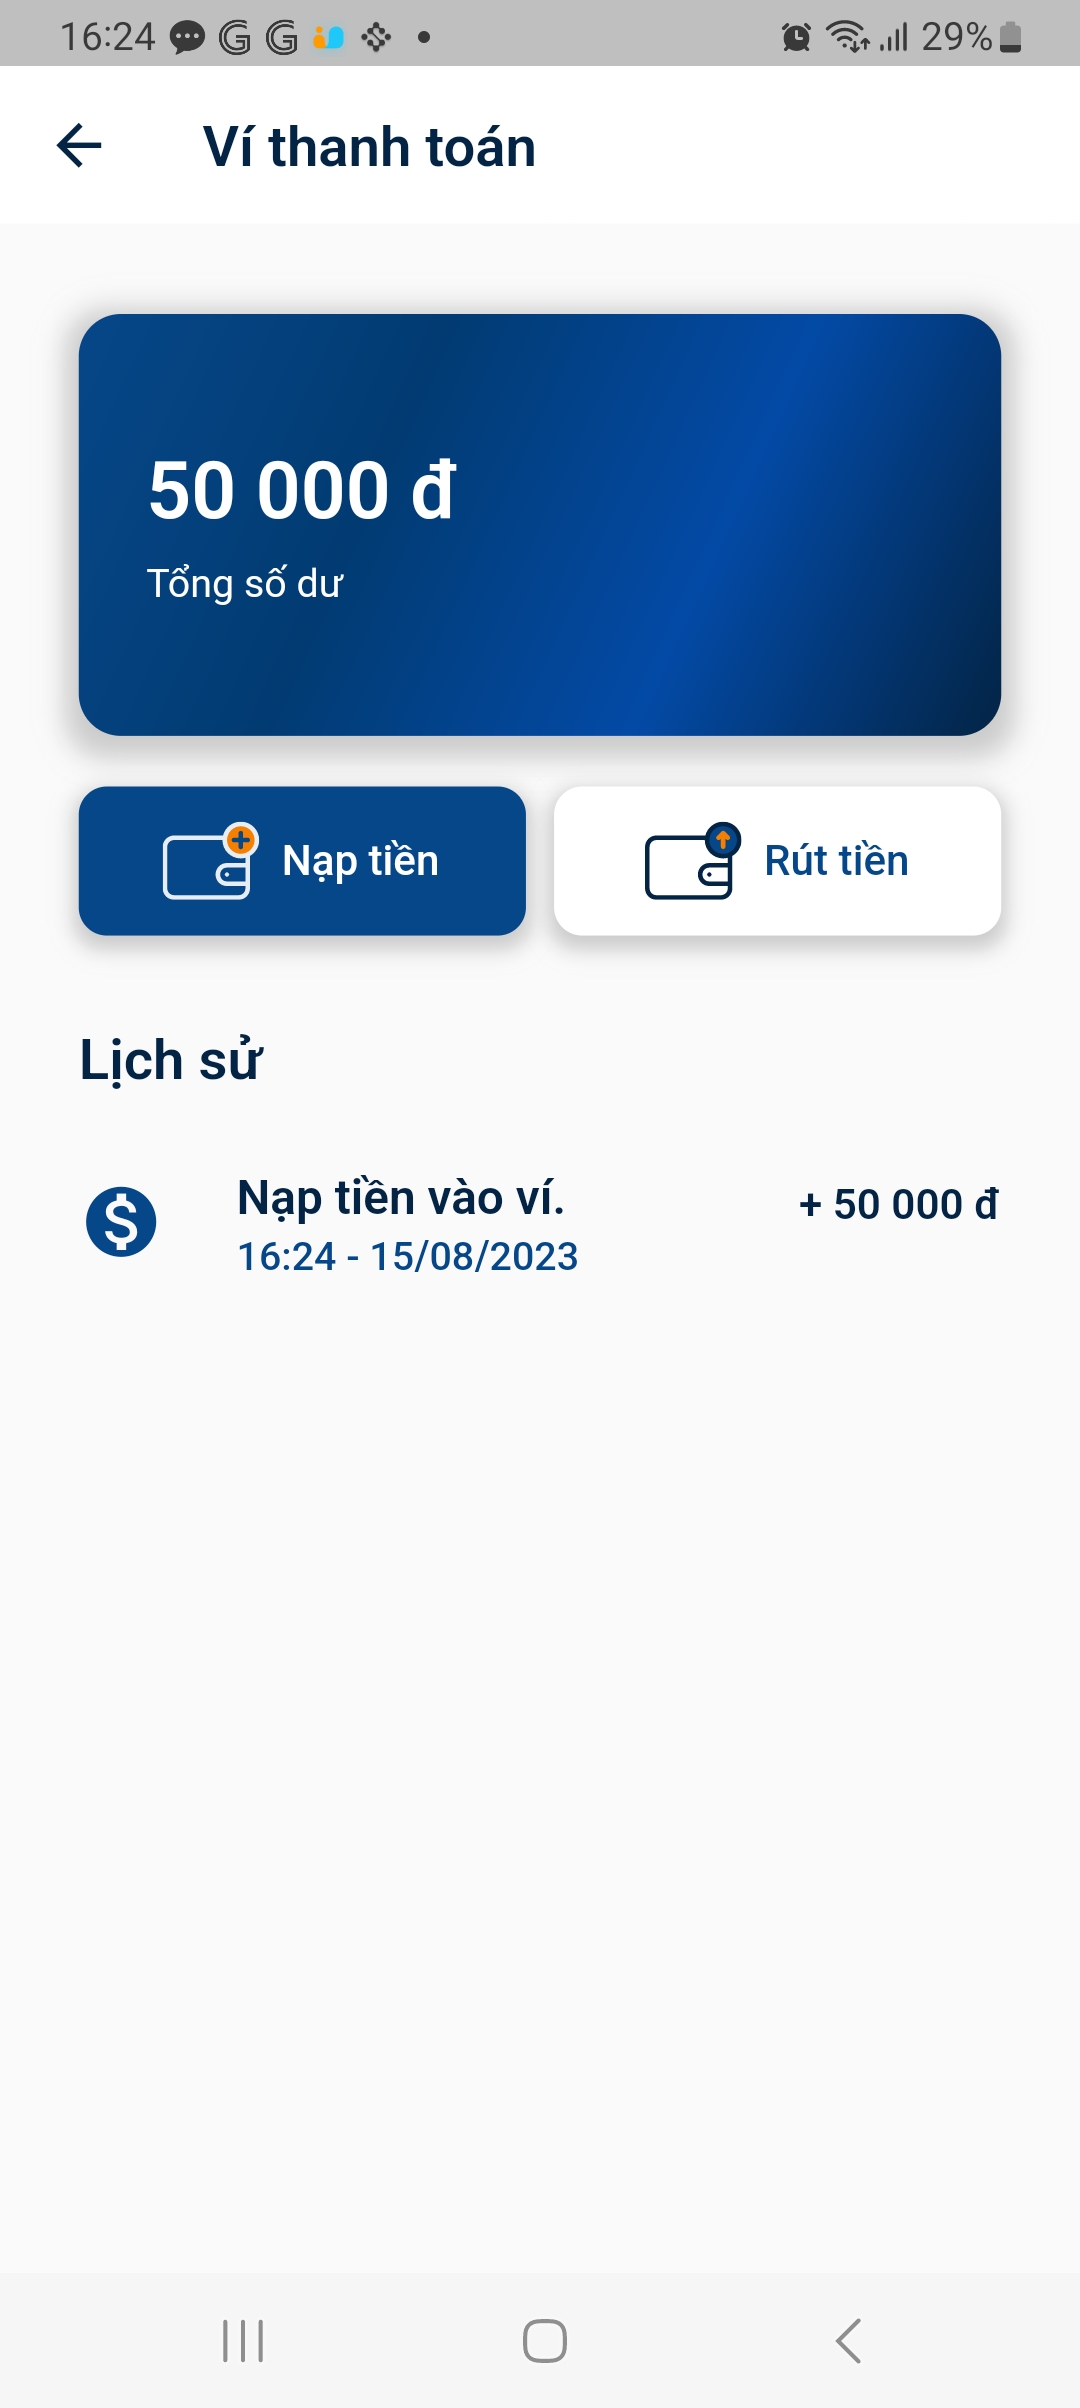 16:24
29%
Ví thanh toán
50 000 đ
Tổng số dư
Nạp tiền
Rút tiền
Lịch sử
Nạp tiền vào ví.
+ 50 000 đ
16:24 - 15/08/2023